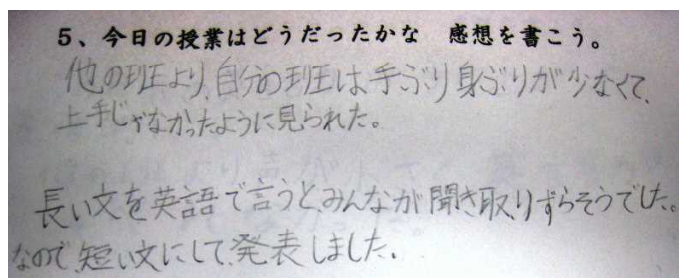 5、今日の授業はどうだったかな　感想を書こう。
他の班より、自分の班は手ぶり身ぶりが少なくて、
上手じゃなかったように見られた。
長い文を英語で言うと、みんなが聞き取りずらそうでした。
なので短い文にして、発表しました。